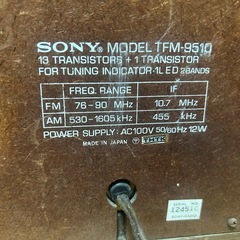 SONY MODEL TFM-9510
13 TRANSISTORS + 1 TRANSISTOR
FOR TUNING INDICATOR·1LED 2BANDS
FREQ. RANGE IF
FM 76-90 MHz 10.7 MHz
AM 530-1605 kHz 455 kHz
POWER SUPPLY: AC100V 50/60Hz 12W
MADE IN JAPAN
SERIAL NO.